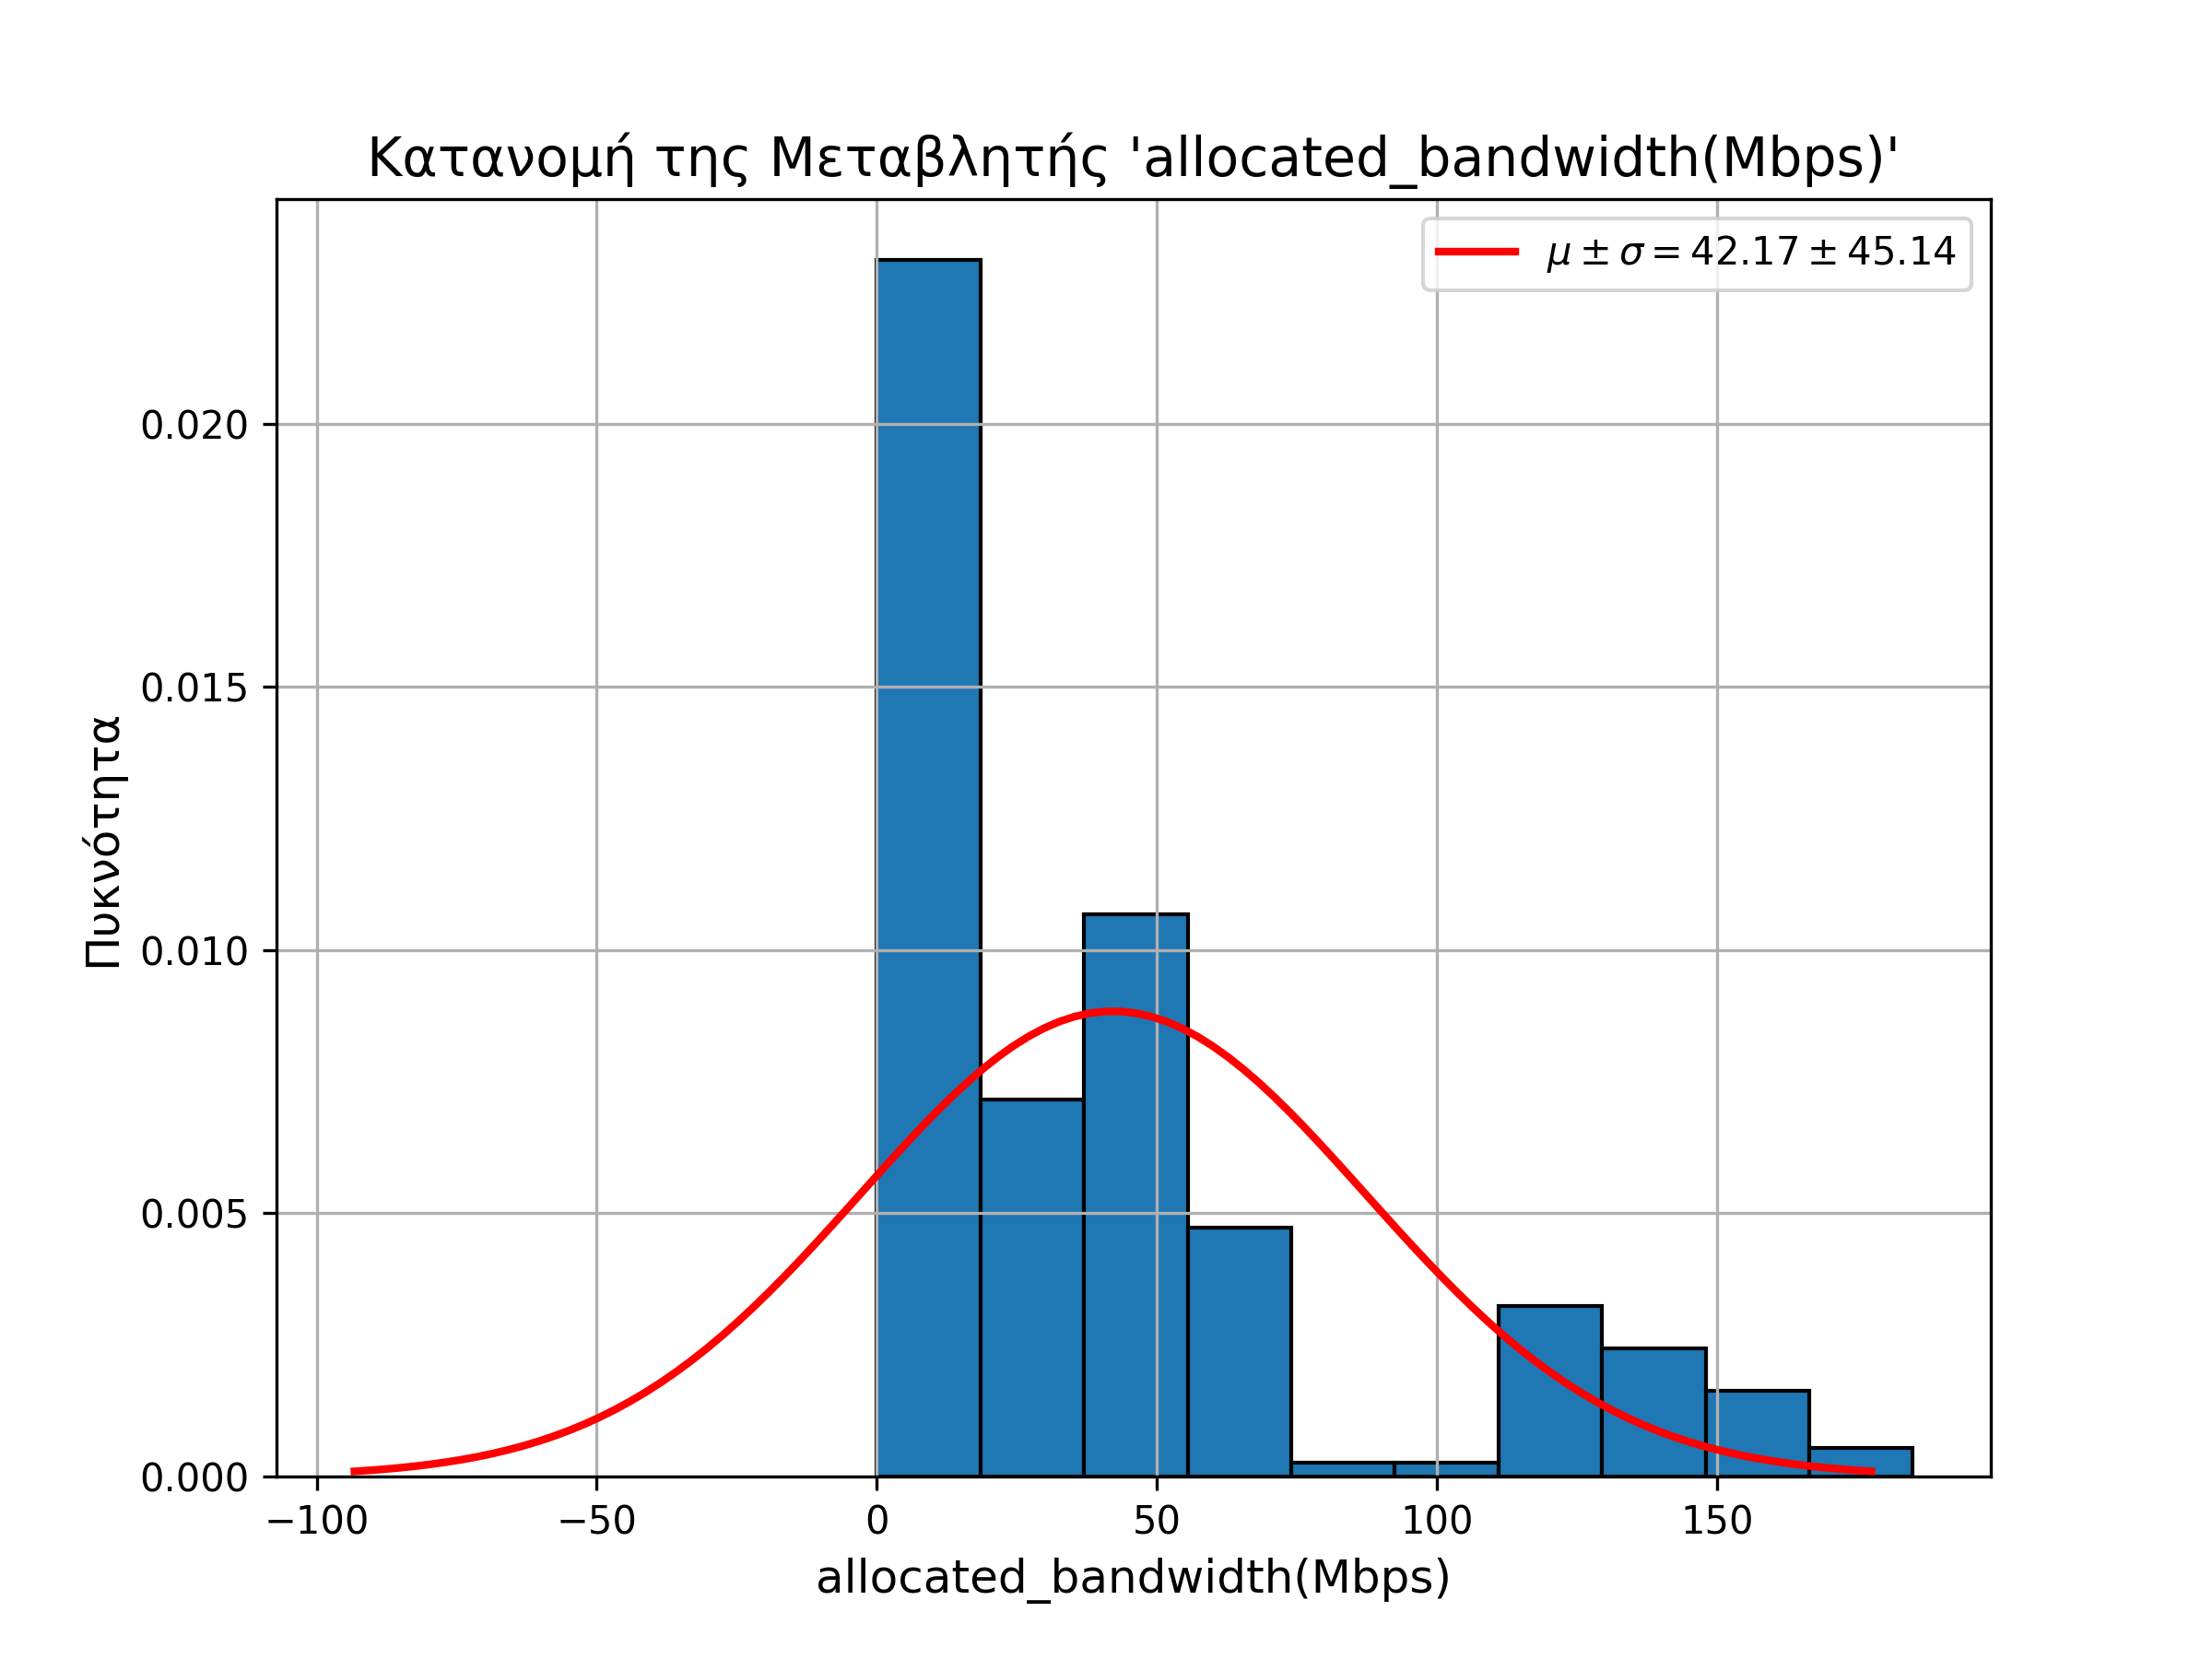 Κατανομή της Μεταβλητής 'allocated_bandwidth(Mbps)'
μ ± σ = 42.17 ± 45.14
0.020
0.015
0.010
0.005
0.000
Πυκνότητα
−100 −50 0 50 100 150
allocated_bandwidth(Mbps)